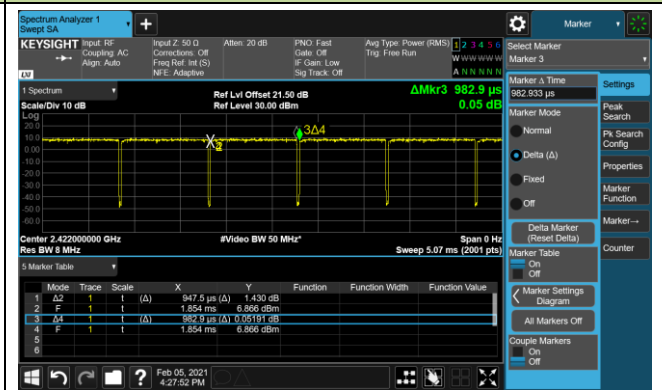 Spectrum Analyzer 1
Swept SA
Marker
KEYSIGHT
Input: RF
Coupling: AC
Align: Auto
Input Z: 50 Ω
Corrections: Off
Freq Ref: Int (S)
NFE: Adaptive
Atten: 20 dB
PNO: Fast
Gate: Off
IF Gain: Low
Sig Track: Off
Avg Type: Power (RMS)
Trig: Free Run
1 2 3 4 5 6
W W W W W W
A N N N N N
LXI
Select Marker
Marker 3
1 Spectrum
Scale/Div 10 dB
Ref Lvl Offset 21.50 dB
Ref Level 30.00 dBm
ΔMkr3 982.9 µs
0.05 dB
Log
20.0
10.0
0.00
-10.0
-20.0
-30.0
-40.0
-50.0
-60.0
3Δ4
Center 2.422000000 GHz
Res BW 8 MHz
#Video BW 50 MHz*
Span 0 Hz
Sweep 5.07 ms (2001 pts)
5 Marker Table
Mode Trace Scale X Y Function Function Width Function Value
1 Δ2 1 t (Δ) 947.5 µs (Δ) 1.430 dB
2 F 1 t 1.854 ms 6.866 dBm
3 Δ4 1 t (Δ) 982.9 µs (Δ) 0.05191 dB
4 F 1 t 1.854 ms 6.866 dBm
5
6
Marker Δ Time
982.933 µs
Marker Mode
Normal
Delta (Δ)
Fixed
Off
Delta Marker
(Reset Delta)
Marker Table
On
Off
Marker Settings
Diagram
All Markers Off
Couple Markers
On
Off
Settings
Peak
Search
Pk Search
Config
Properties
Marker
Function
Marker→
Counter
?
Feb 05, 2021
4:27:52 PM